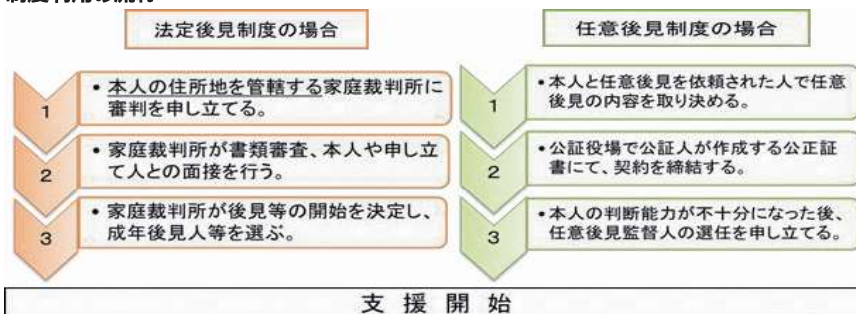 法定後見制度の場合
1
• 本人の住所地を管轄する家庭裁判所に
審判を申し立てる。
2
• 家庭裁判所が書類審査、本人や申し立
て人との面接を行う。
3
• 家庭裁判所が後見等の開始を決定し、
成年後見人等を選ぶ。
任意後見制度の場合
1
•本人と任意後見を依頼された人で任意
後見の内容を取り決める。
2
•公証役場で公証人が作成する公正証
書にて、契約を締結する。
3
•本人の判断能力が不十分になった後、
任意後見監督人の選任を申し立てる。
支援開始